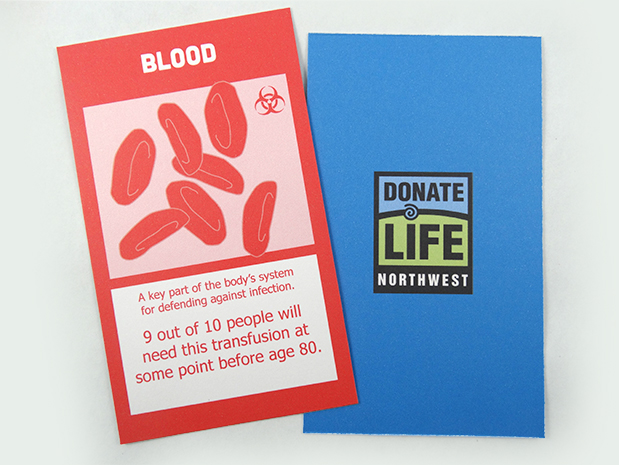 BLOOD
A key part of the body's system
for defending against infection.
9 out of 10 people will
need this transfusion at
some point before age 80.
DONATE
LIFE
NORTHWEST